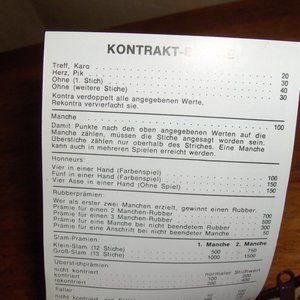 KONTRAKT-
Treff, Karo 20
Herz, Pik 30
Ohne (1. Stich) 40
Ohne (weitere Stiche) 30
Kontra verdoppelt alle angegebenen Werte,
Rekontra vervierfacht sie.
Manche 100
Damit Punkte nach den oben angegebenen Werten auf die
Manche zählen, müssen die Stiche angesagt worden sein.
Überstiche zählen nur oberhalb des Striches. Eine Manche
kann auch in mehreren Spielen erreicht werden.
Honneurs:
Vier in einer Hand (Farbenspiel) 100
Fünf in einer Hand (Farbenspiel) 150
Vier Asse in einer Hand (Ohne Spiel) 150
Rubberprämien:
Wer als erster zwei Manchen erzielt, gewinnt einen Rubber.
Prämie für einen 2 Manchen-Rubber 700
Prämie für einen 3 Manchen-Rubber 500
Prämie für eine Manche bei nicht beendetem Rubber 300
Prämie für eine Anschrift bei nicht beendeter Manche 50
Slam-Prämien: 1. Manche 2. Manche
Klein-Slam (12 Stiche) 500 750
Groß-Slam (13 Stiche) 1000 1500
Überstichprämien
nicht kontriert normaler Stichwert
kontriert 100 200
rekontriert 200 400
Faller
nicht